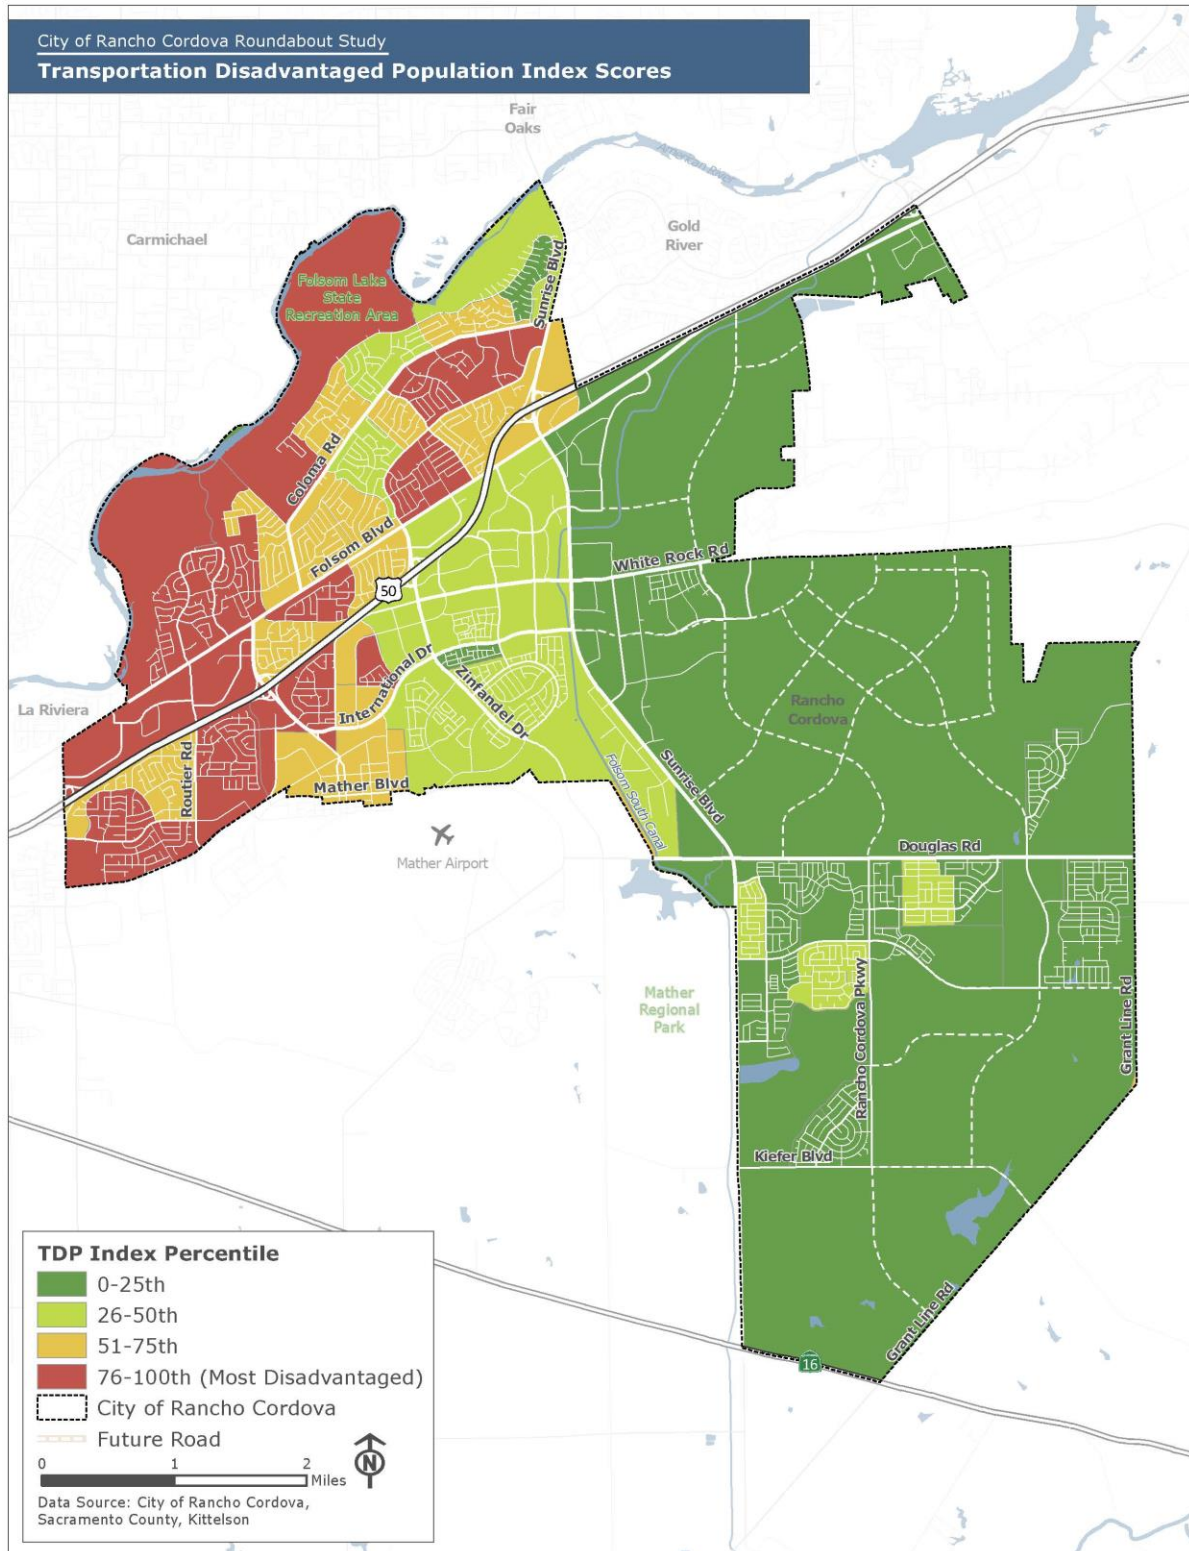 City of Rancho Cordova Roundabout Study
Transportation Disadvantaged Population Index Scores
Fair
Oaks
American River
Carmichael
Gold
River
Folsom Lake
State
Recreation Area
Sunrise Blvd
Coloma Rd
Folsom Blvd
White Rock Rd
50
International Dr
Zinfandel Dr
La Riviera
Rancho
Cordova
Routier Rd
Mather Blvd
Folsom South Canal
Sunrise Blvd
Mather Airport
Douglas Rd
Mather
Regional
Park
Rancho Cordova Pkwy
Grant Line Rd
Kiefer Blvd
Grant Line Rd
16
TDP Index Percentile
0-25th
26-50th
51-75th
76-100th (Most Disadvantaged)
City of Rancho Cordova
Future Road
N
0 1 2
Miles
Data Source: City of Rancho Cordova,
Sacramento County, Kittelson